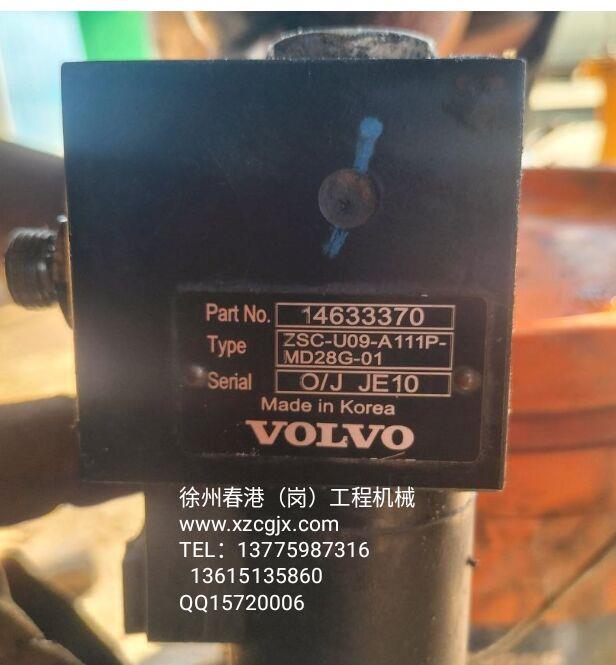 Part No. 14633370
Type ZSC-U09-A111P-
MD28G-01
Serial O/J JE10
Made in Korea
VOLVO
徐州春港（岗）工程机械
www.xzcgjx.com
TEL：13775987316
13615135860
QQ15720006